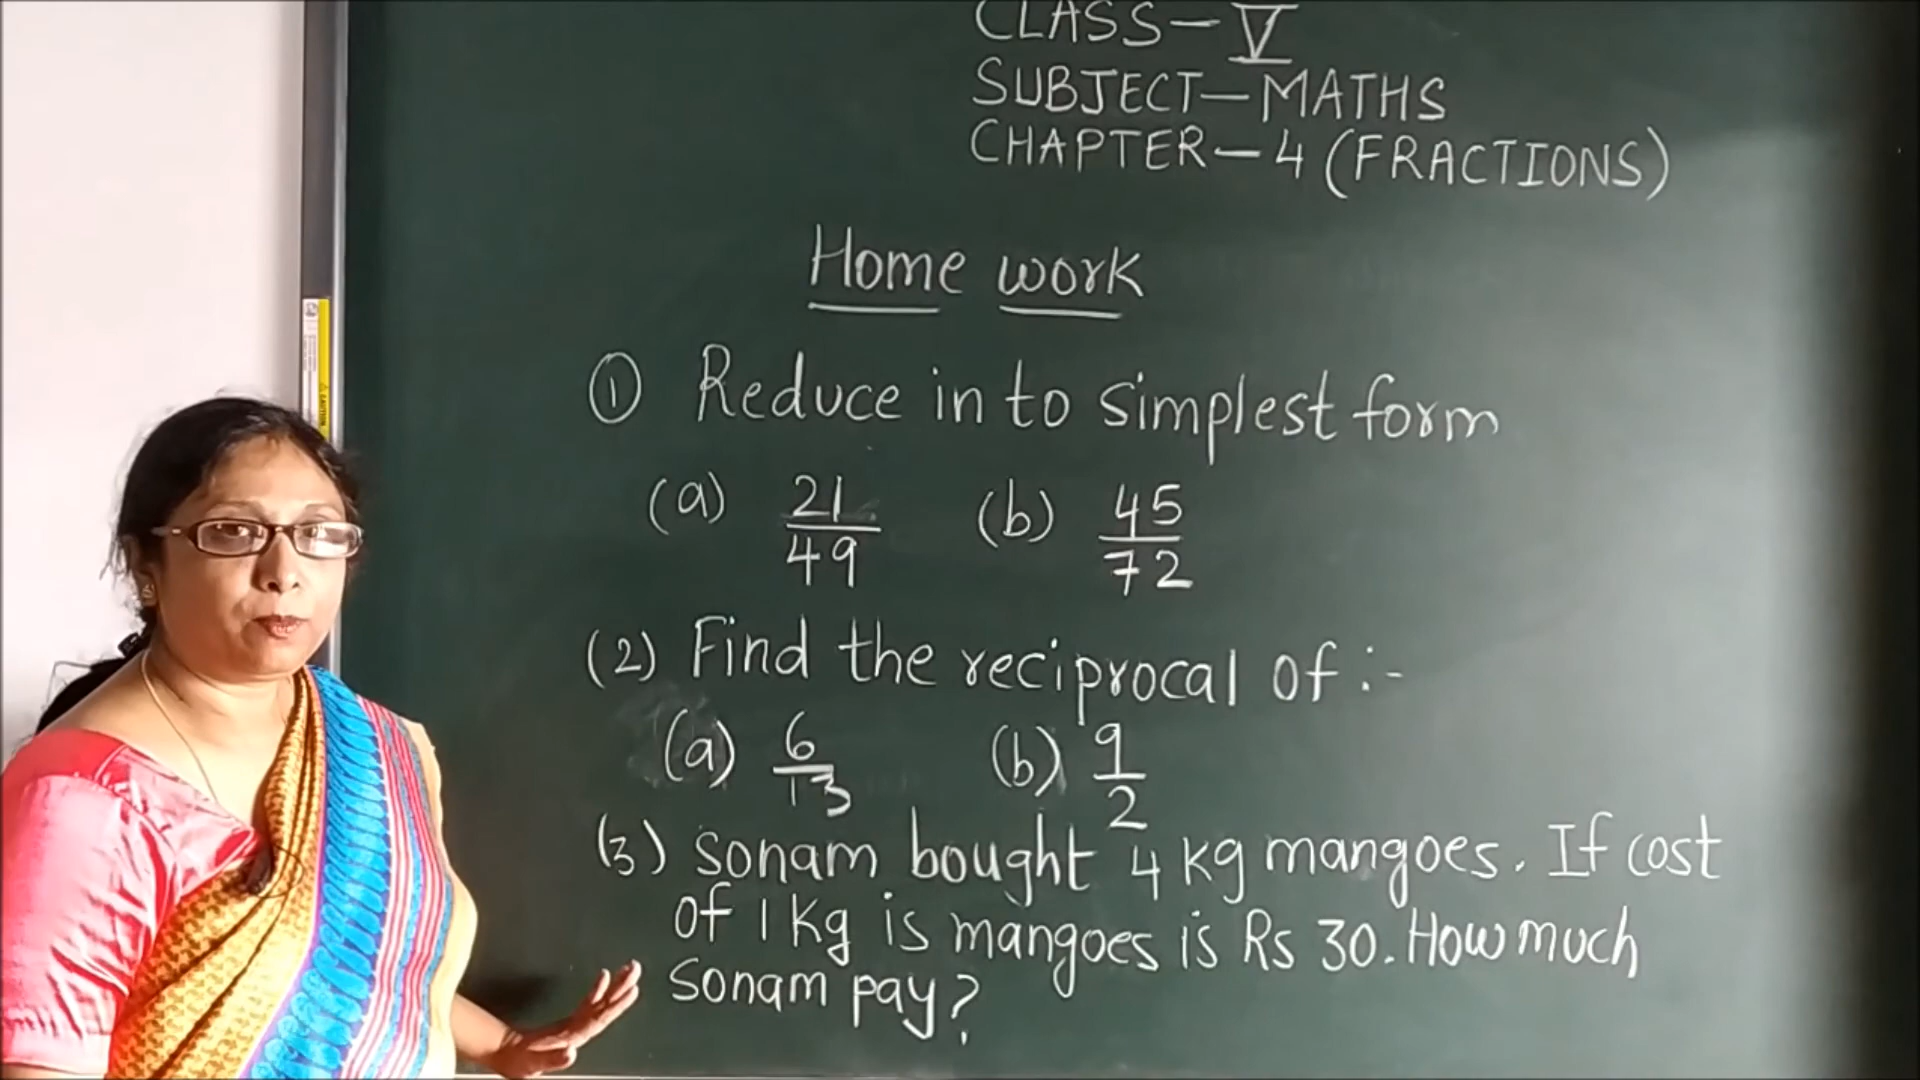 CLASS-V
SUBJECT-MATHS
CHAPTER-4 (FRACTIONS)
Home work
① Reduce in to simplest form
(a) 21/49 (b) 45/72
(2) Find the reciprocal of :-
(a) 6/13 (b) 9/2
(3) Sonam bought 4 kg mangoes. If cost
of 1 kg is mangoes is Rs 30. How much
Sonam pay?
CAUTION